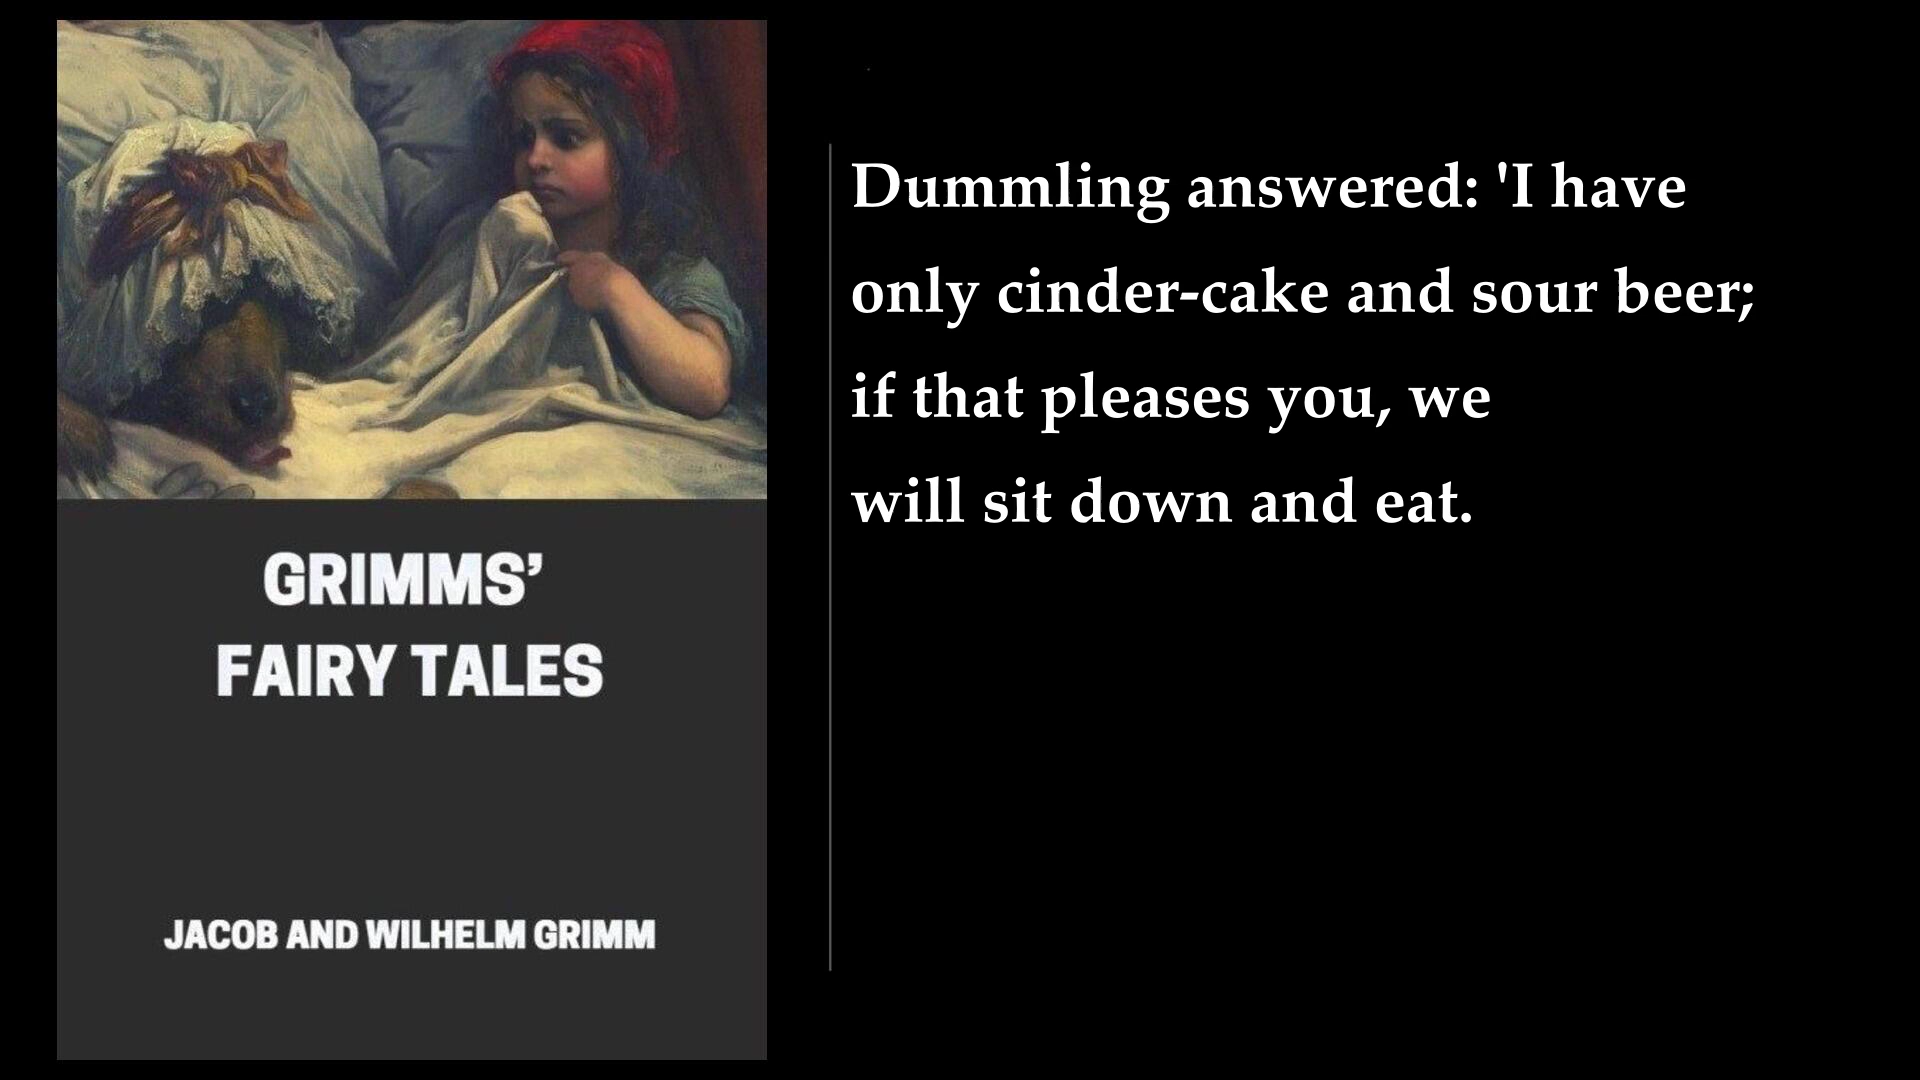 GRIMMS’
FAIRY TALES
JACOB AND WILHELM GRIMM
Dummling answered: 'I have
only cinder-cake and sour beer;
if that pleases you, we
will sit down and eat.